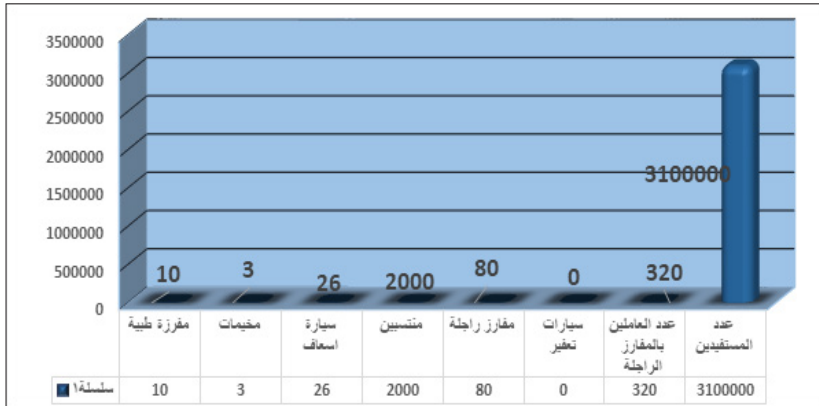 3500000
3000000
2500000
2000000
1500000
1000000
500000
0
10
3
26
2000
80
0
320
3100000
مفرزة طبية
مخيمات
سيارة
اسعاف
منتسبين
مفارز راجلة
سيارات
تعفير
عدد العاملين
بالمفارز
الراجلة
عدد
المستفيدين
سلسلة١ 10 3 26 2000 80 0 320 3100000